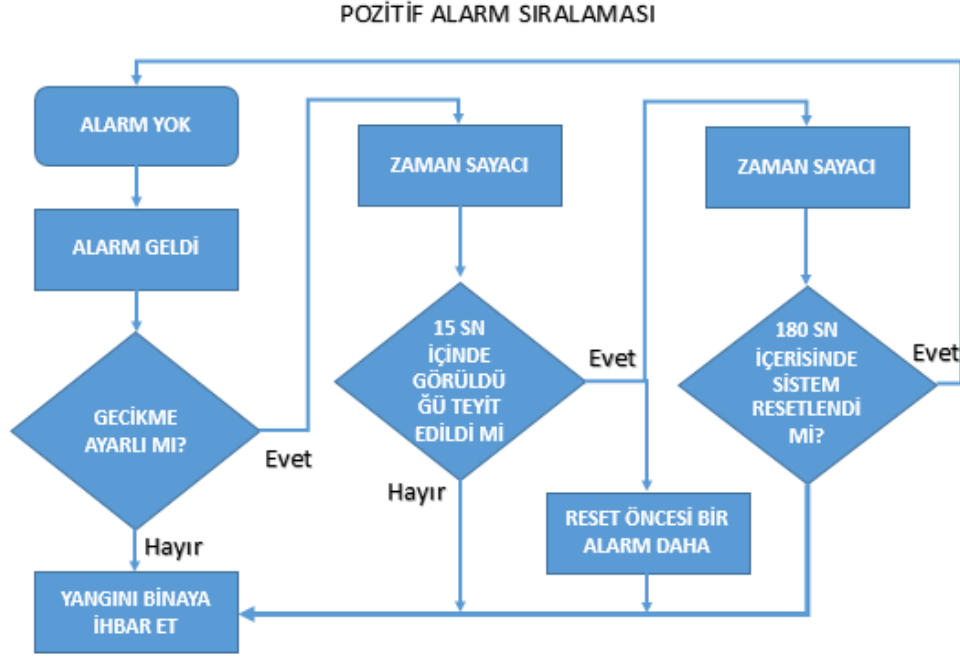 POZİTİF ALARM SIRALAMASI
ALARM YOK
ALARM GELDİ
GECİKME
AYARLI MI?
Evet
Hayır
YANGINI BİNAYA
İHBAR ET
ZAMAN SAYACI
15 SN
İÇİNDE
GÖRÜLDÜ
ĞÜ TEYİT
EDİLDİ Mİ
Evet
Hayır
RESET ÖNCESİ BİR
ALARM DAHA
ZAMAN SAYACI
180 SN
İÇERİSİNDE
SİSTEM
RESETLENDİ
Mİ?
Evet